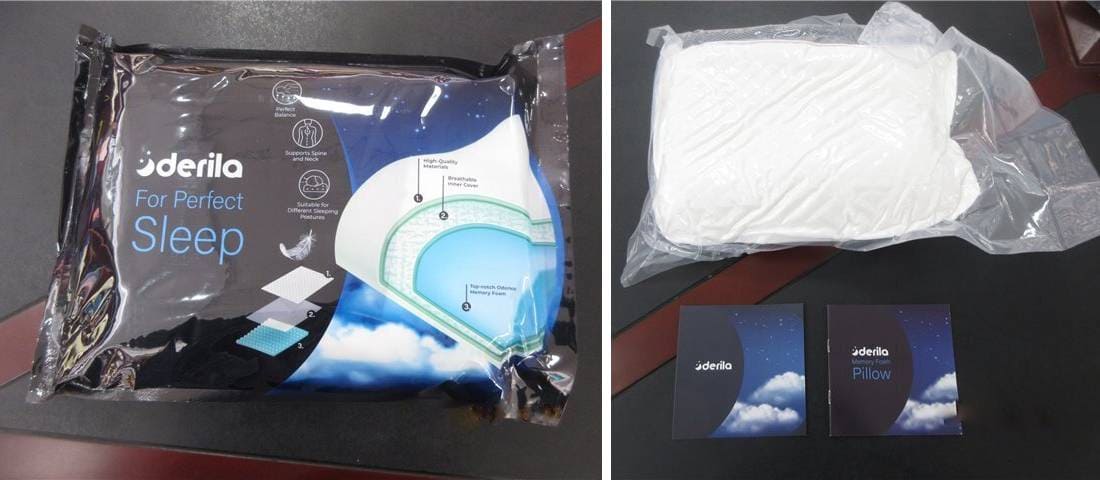 Perfect
Balance
Supports Spine
and Neck
Suitable for
Different Sleeping
Postures
derila
For Perfect
Sleep
High-Quality
Materials
Breathable
Inner Cover
1.
2.
Top-notch Odence
Memory Foam
3.
1.
2.
3.
derila
derila
Memory Foam
Pillow